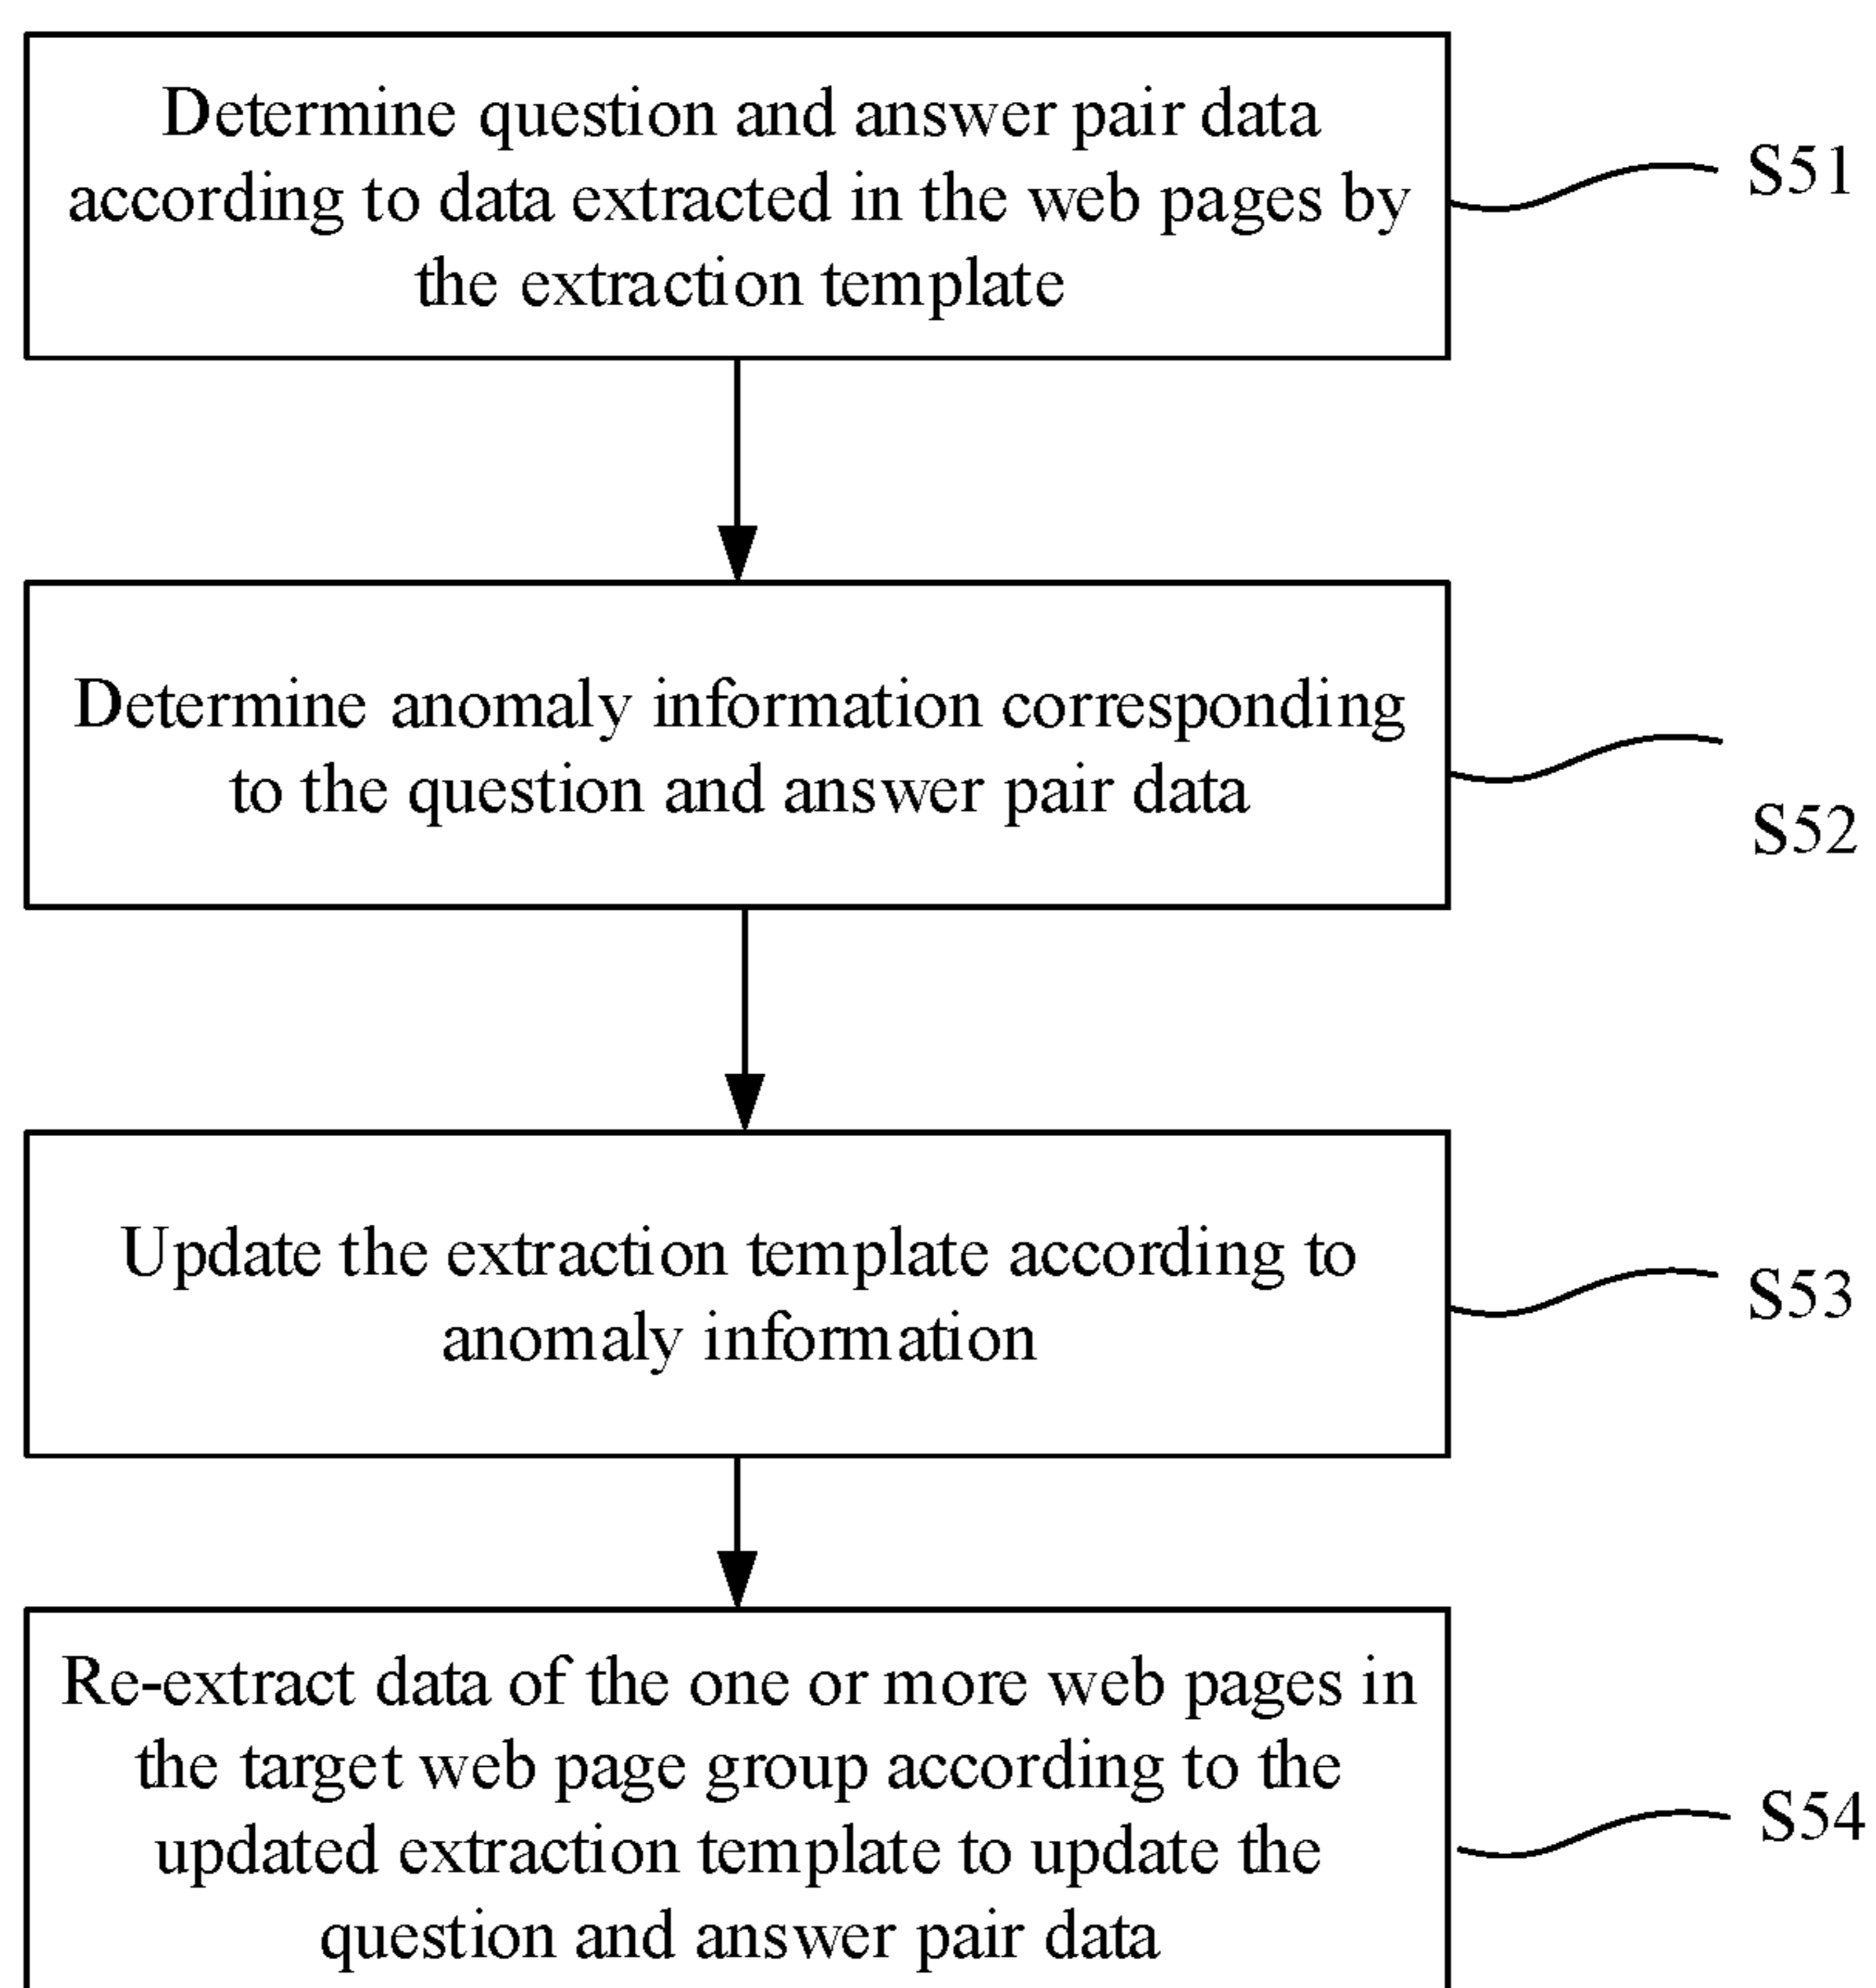 Determine question and answer pair data
according to data extracted in the web pages by
the extraction template
S51
Determine anomaly information corresponding
to the question and answer pair data
S52
Update the extraction template according to
anomaly information
S53
Re-extract data of the one or more web pages in
the target web page group according to the
updated extraction template to update the
question and answer pair data
S54